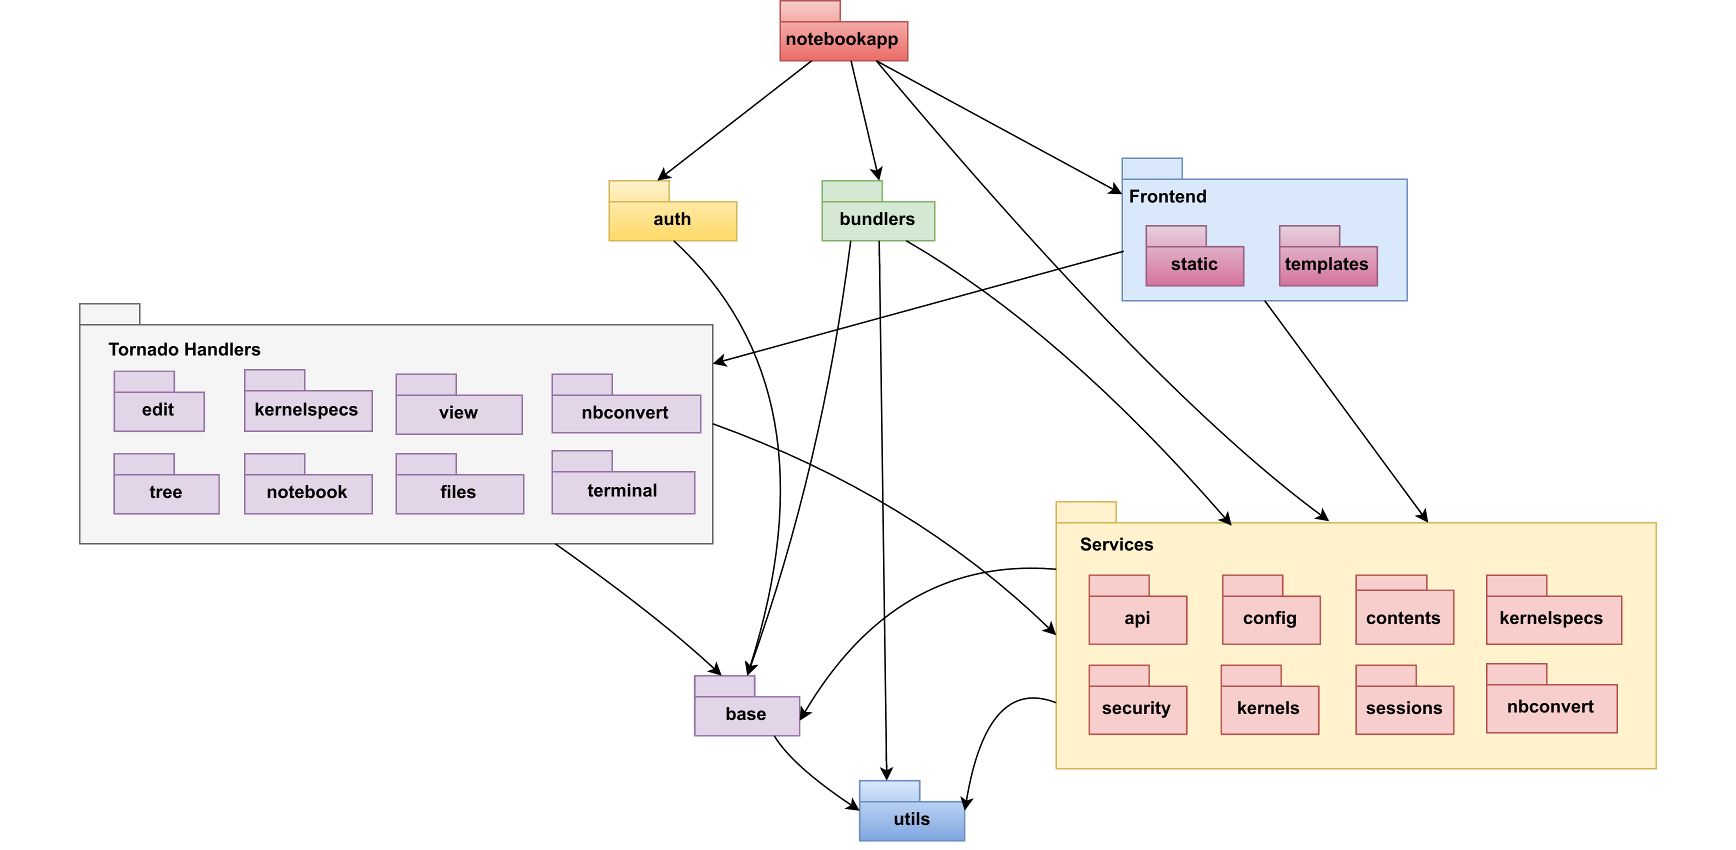 notebookapp
auth
bundlers
Frontend
static
templates
Tornado Handlers
edit
kernelspecs
view
nbconvert
tree
notebook
files
terminal
Services
api
config
contents
kernelspecs
security
kernels
sessions
nbconvert
base
utils